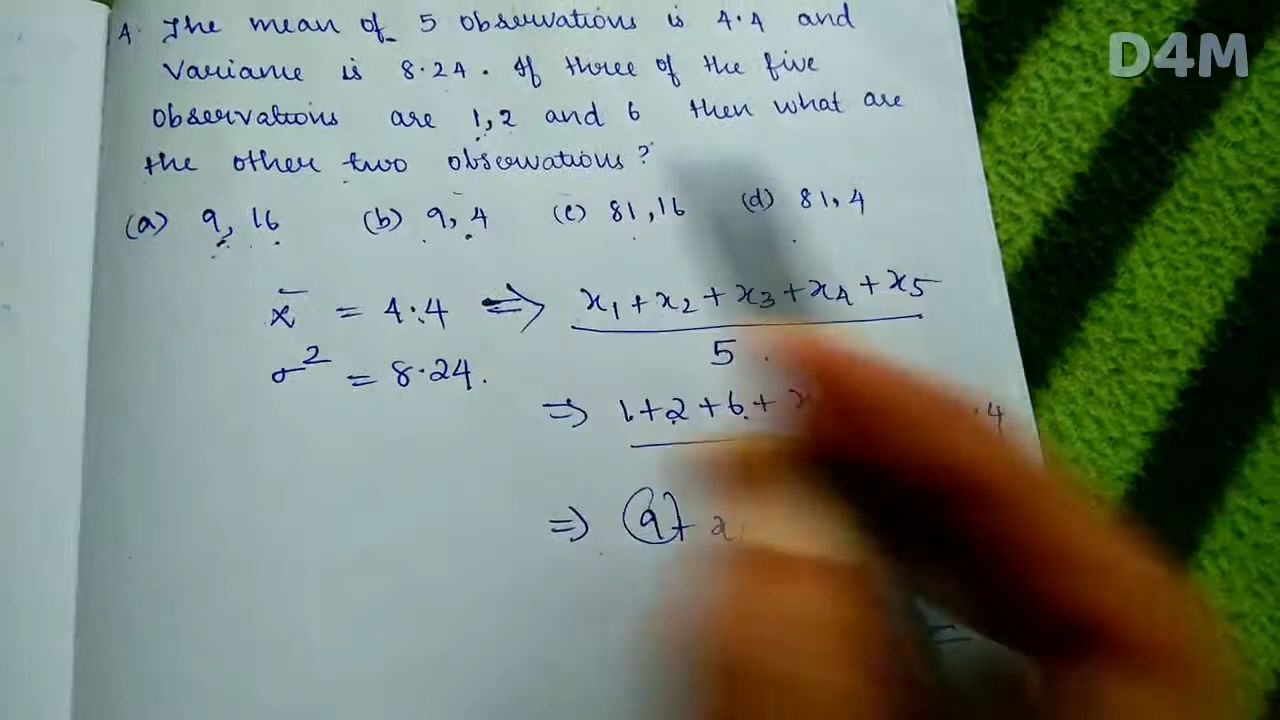 D4M
4. The mean of 5 observations is 4.4 and
Variance is 8.24. If three of the five
observations are 1,2 and 6 then what are
the other two observations?
(a) 9, 16 (b) 9, 4 (c) 81,16 (d) 81,4
x̄ = 4.4 ⇒ x₁+x₂+x₃+x₄+x₅
5
σ² = 8.24.
⇒ 1+2+6+ .4
⇒ 9+